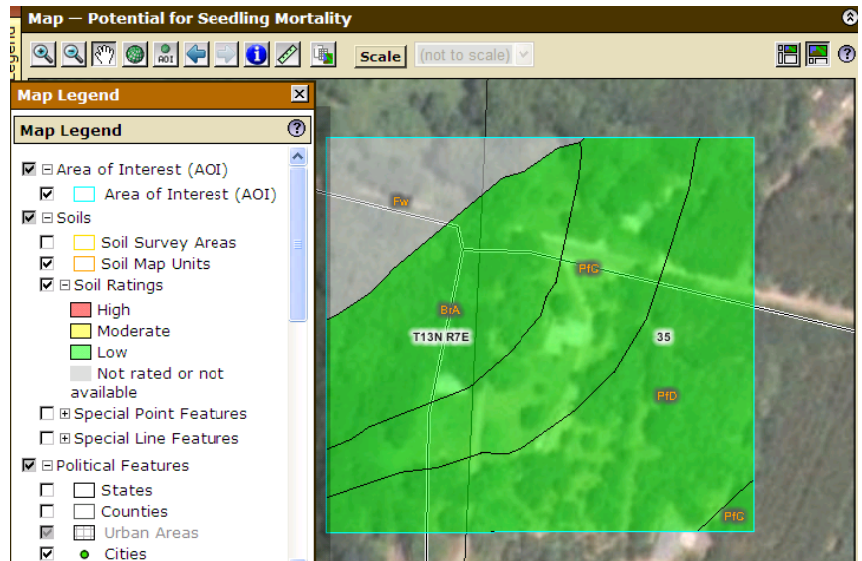 Map — Potential for Seedling Mortality
Legend
AOI
Scale
(not to scale)
Map Legend
Map Legend
Area of Interest (AOI)
Area of Interest (AOI)
Soils
Soil Survey Areas
Soil Map Units
Soil Ratings
High
Moderate
Low
Not rated or not
available
Special Point Features
Special Line Features
Political Features
States
Counties
Urban Areas
Cities
Fw
PfC
BrA
T13N R7E
35
PfD
PfC